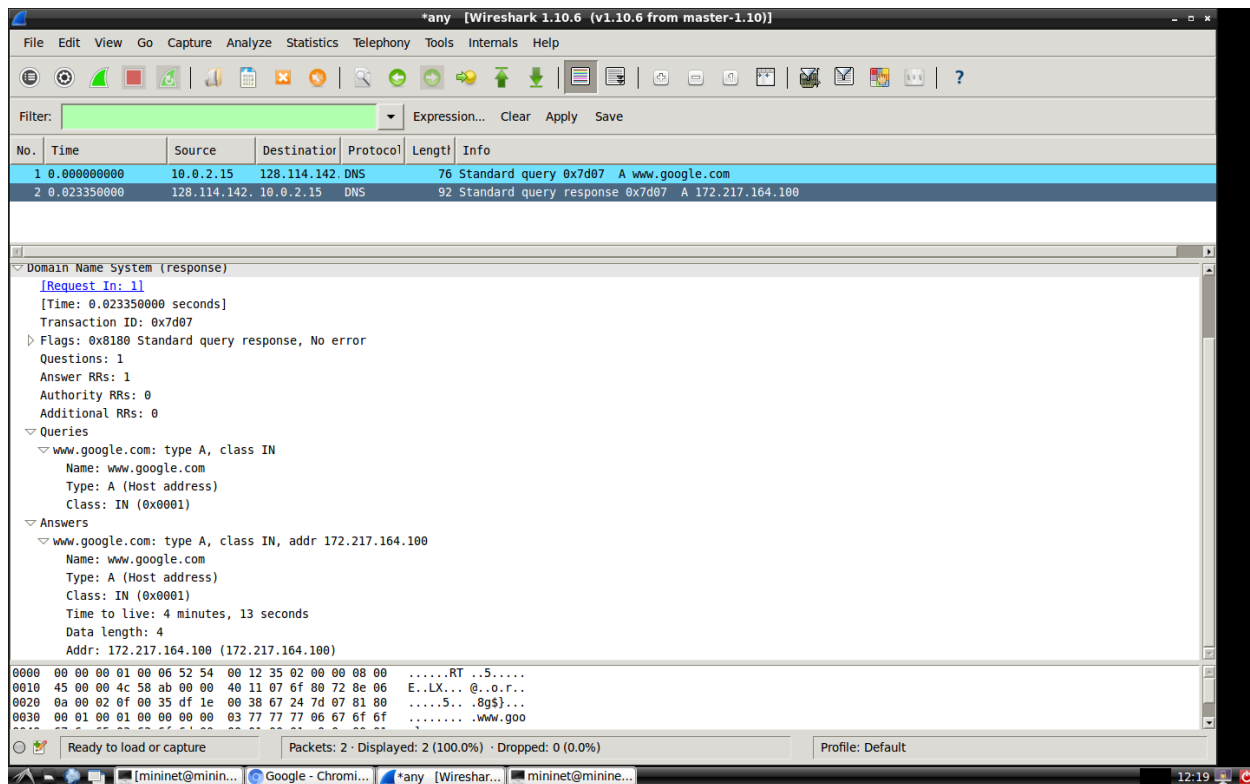 *any [Wireshark 1.10.6 (v1.10.6 from master-1.10)]
File Edit View Go Capture Analyze Statistics Telephony Tools Internals Help
Filter: Expression... Clear Apply Save
No. Time Source Destination Protocol Length Info
1 0.000000000 10.0.2.15 128.114.142. DNS 76 Standard query 0x7d07 A www.google.com
2 0.023350000 128.114.142. 10.0.2.15 DNS 92 Standard query response 0x7d07 A 172.217.164.100
Domain Name System (response)
[Request In: 1]
[Time: 0.023350000 seconds]
Transaction ID: 0x7d07
Flags: 0x8180 Standard query response, No error
Questions: 1
Answer RRs: 1
Authority RRs: 0
Additional RRs: 0
Queries
www.google.com: type A, class IN
Name: www.google.com
Type: A (Host address)
Class: IN (0x0001)
Answers
www.google.com: type A, class IN, addr 172.217.164.100
Name: www.google.com
Type: A (Host address)
Class: IN (0x0001)
Time to live: 4 minutes, 13 seconds
Data length: 4
Addr: 172.217.164.100 (172.217.164.100)
0000 00 00 00 01 00 06 52 54 00 12 35 02 00 00 08 00 ......RT ..5.....
0010 45 00 00 4c 58 ab 00 00 40 11 07 6f 80 72 8e 06 E..LX... @..o.r..
0020 0a 00 02 0f 00 35 df 1e 00 38 67 24 7d 07 81 80 .....5.. .8g$}...
0030 00 01 00 01 00 00 00 00 03 77 77 77 06 67 6f 6f ........ .www.goo
Ready to load or capture Packets: 2 · Displayed: 2 (100.0%) · Dropped: 0 (0.0%) Profile: Default
[mininet@minin... Google - Chromi... *any [Wireshar... mininet@minine... 12:19